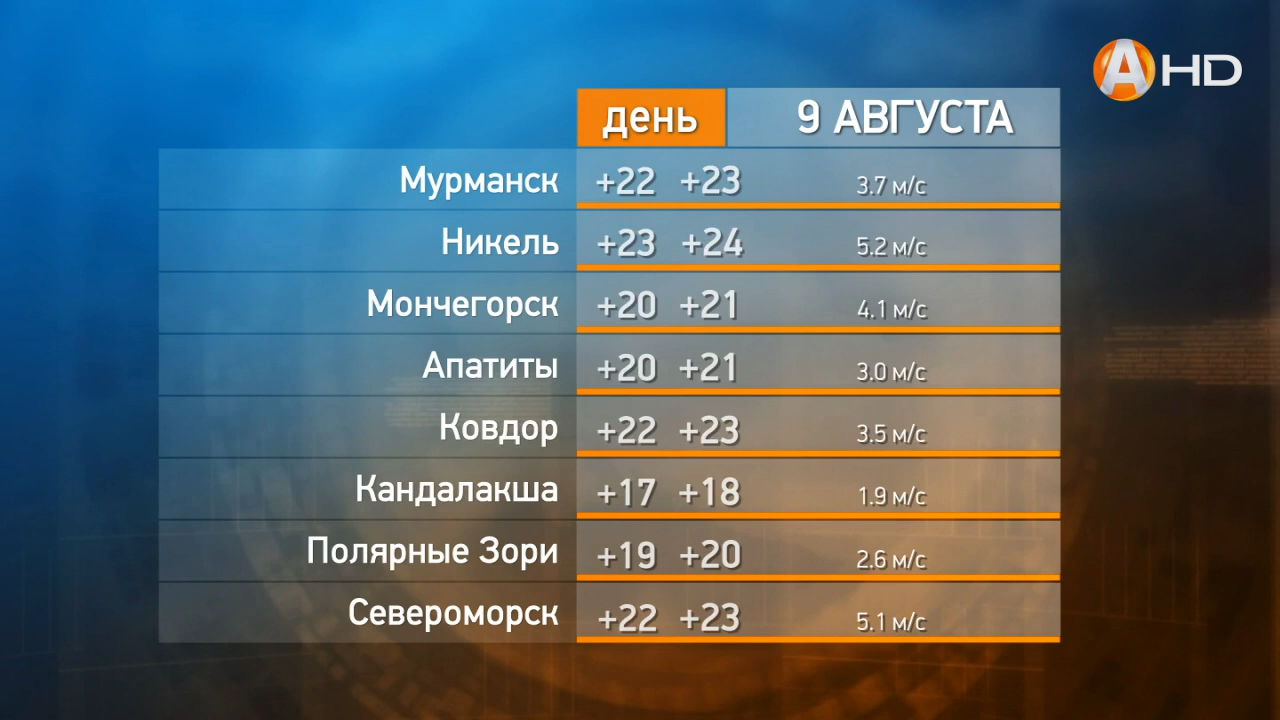 А HD
день 9 АВГУСТА
Мурманск +22 +23 3.7 м/с
Никель +23 +24 5.2 м/с
Мончегорск +20 +21 4.1 м/с
Апатиты +20 +21 3.0 м/с
Ковдор +22 +23 3.5 м/с
Кандалакша +17 +18 1.9 м/с
Полярные Зори +19 +20 2.6 м/с
Североморск +22 +23 5.1 м/с